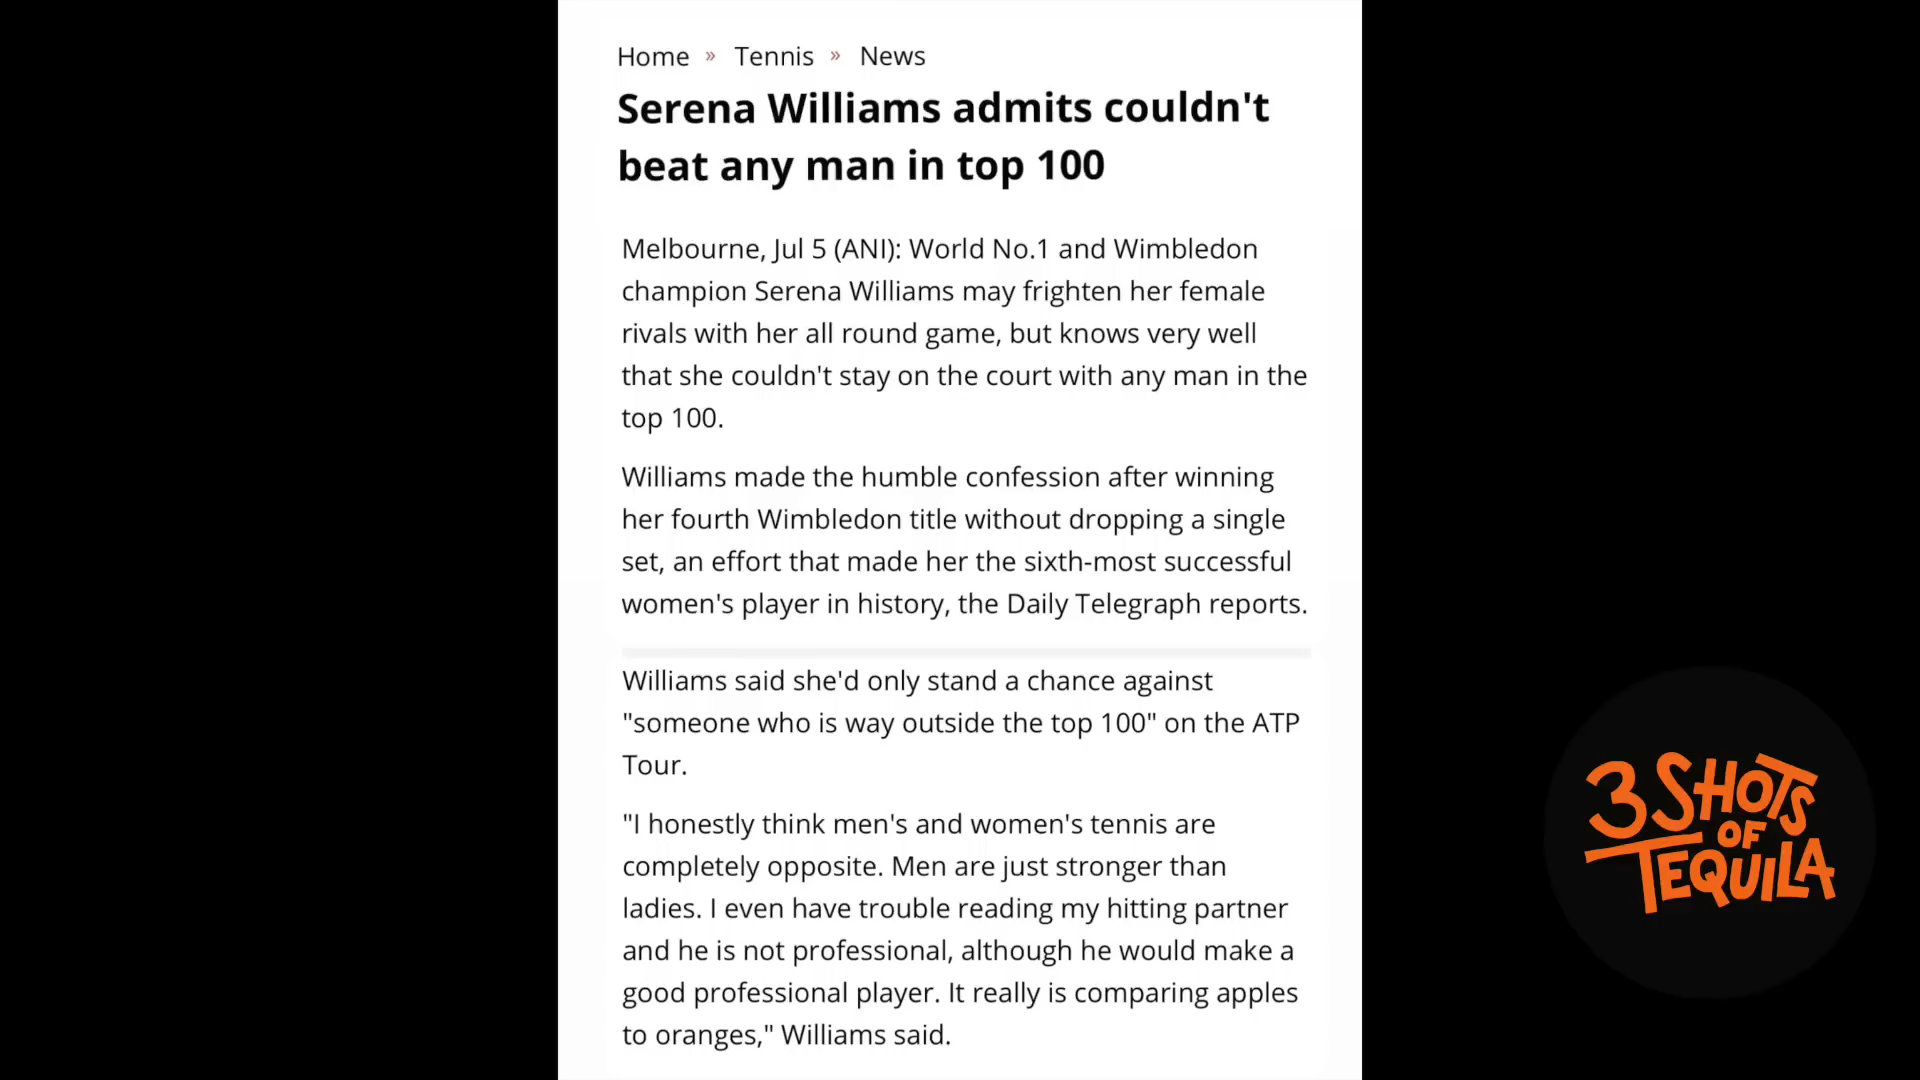 Home » Tennis » News
Serena Williams admits couldn't
beat any man in top 100
Melbourne, Jul 5 (ANI): World No.1 and Wimbledon
champion Serena Williams may frighten her female
rivals with her all round game, but knows very well
that she couldn't stay on the court with any man in the
top 100.
Williams made the humble confession after winning
her fourth Wimbledon title without dropping a single
set, an effort that made her the sixth-most successful
women's player in history, the Daily Telegraph reports.
Williams said she'd only stand a chance against
"someone who is way outside the top 100" on the ATP
Tour.
"I honestly think men's and women's tennis are
completely opposite. Men are just stronger than
ladies. I even have trouble reading my hitting partner
and he is not professional, although he would make a
good professional player. It really is comparing apples
to oranges," Williams said.
3 SHOTS
OF
TEQUILA